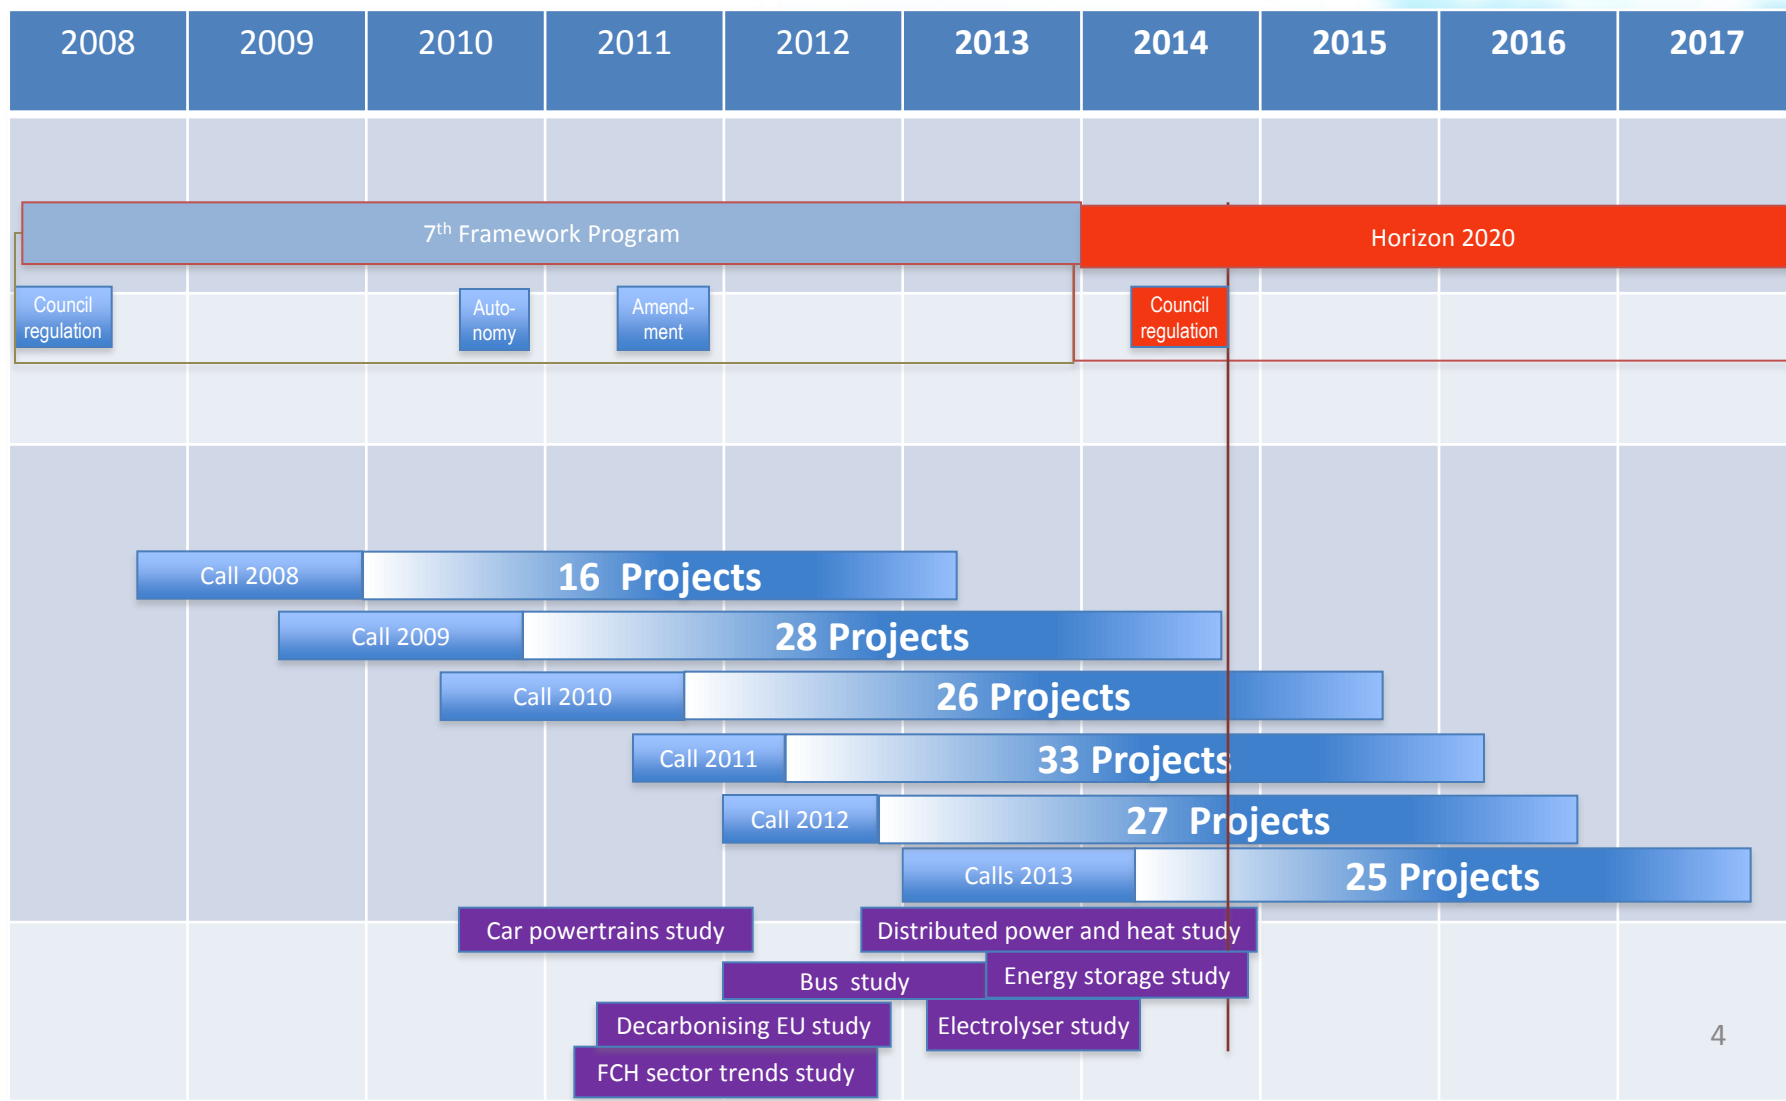 2008 2009 2010 2011 2012 2013 2014 2015 2016 2017
7th Framework Program
Horizon 2020
Council
regulation
Auto-
nomy
Amend-
ment
Council
regulation
Call 2008
16 Projects
Call 2009
28 Projects
Call 2010
26 Projects
Call 2011
33 Projects
Call 2012
27 Projects
Calls 2013
25 Projects
Car powertrains study
Distributed power and heat study
Bus study
Energy storage study
Decarbonising EU study
Electrolyser study
FCH sector trends study
4